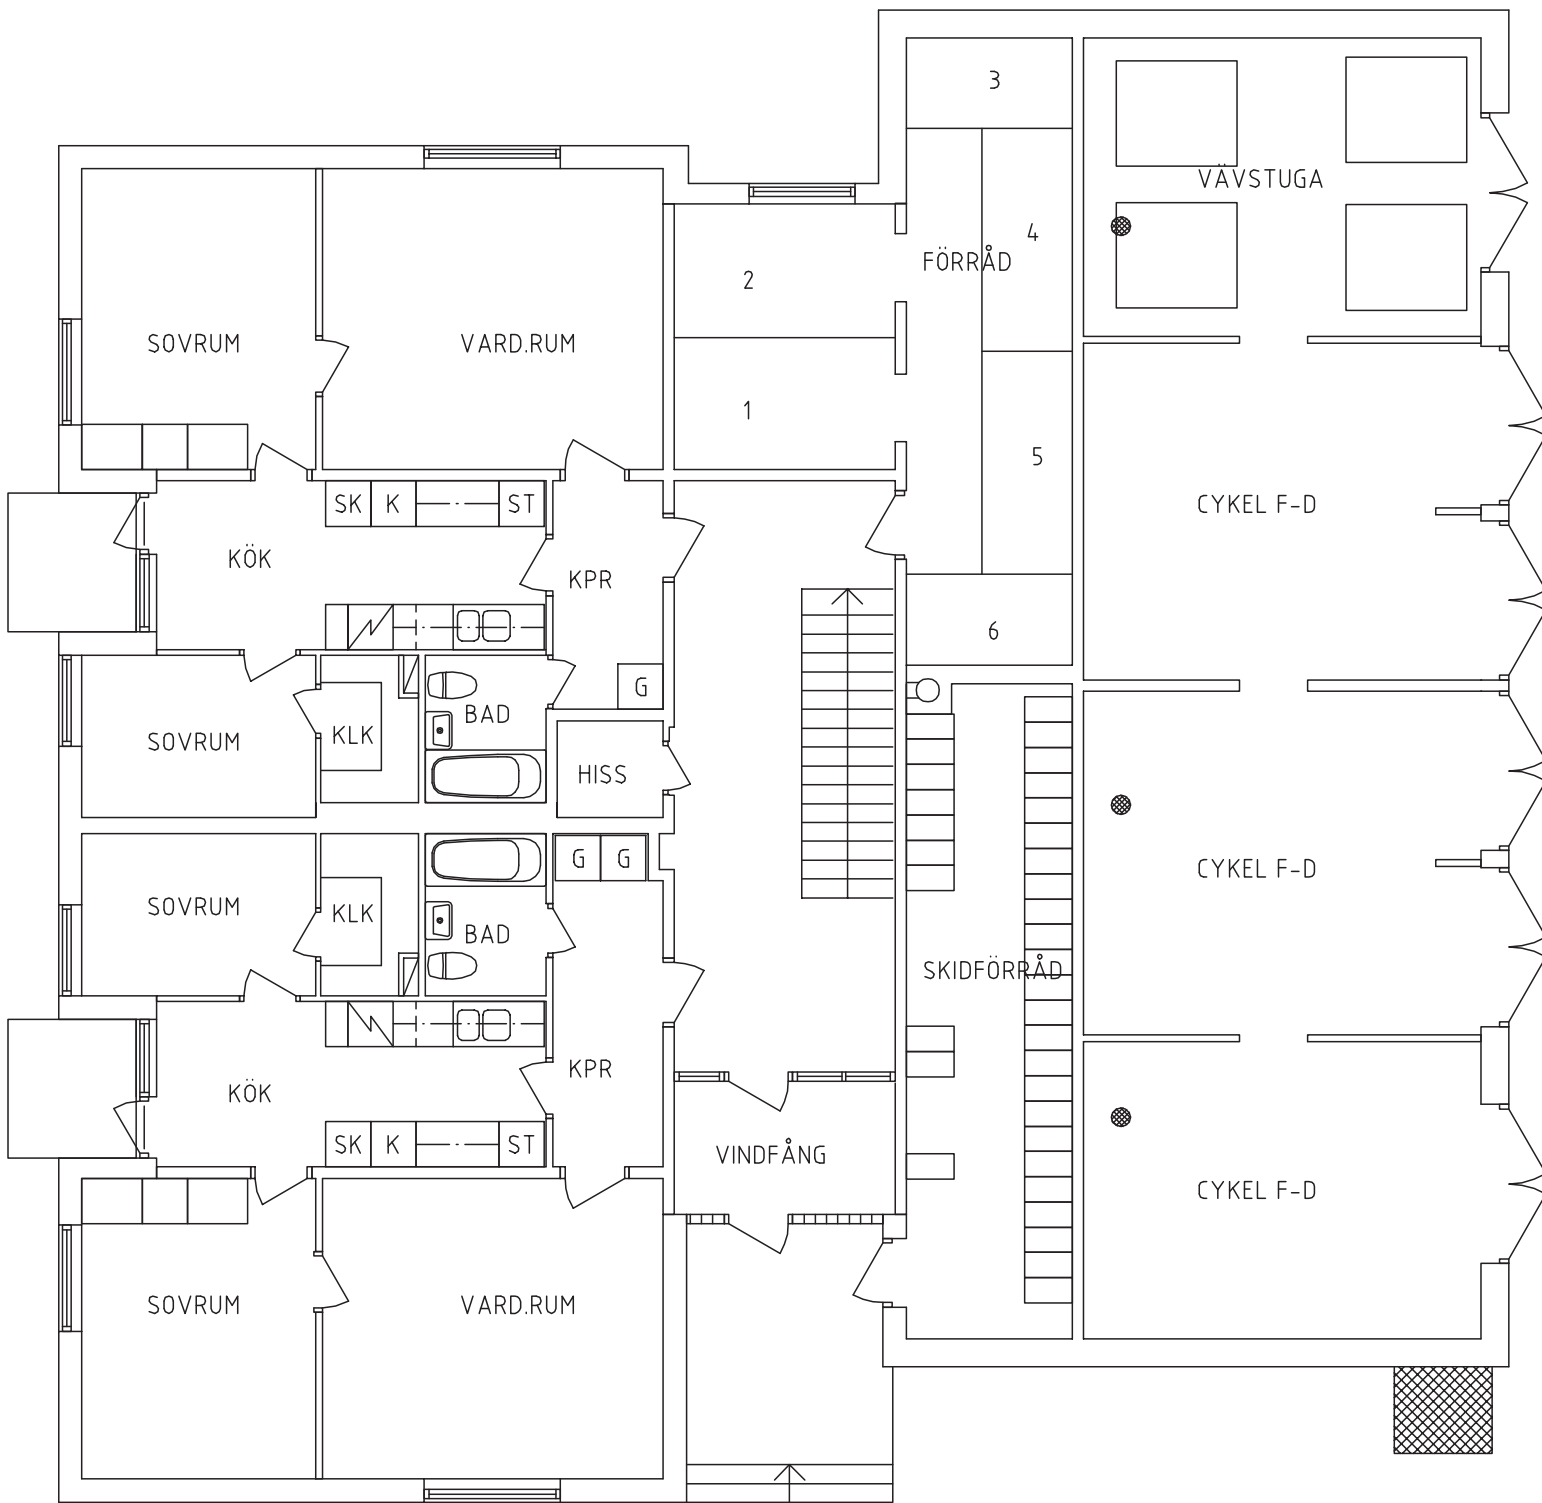 3
VÄVSTUGA
4
FÖRRÅD
2
SOVRUM
VARD.RUM
1
5
SK
K
ST
CYKEL F-D
KÖK
KPR
6
G
BAD
KLK
SOVRUM
HISS
G
G
CYKEL F-D
SOVRUM
KLK
BAD
SKIDFÖRRÅD
KPR
KÖK
SK
K
ST
VINDFÅNG
CYKEL F-D
SOVRUM
VARD.RUM